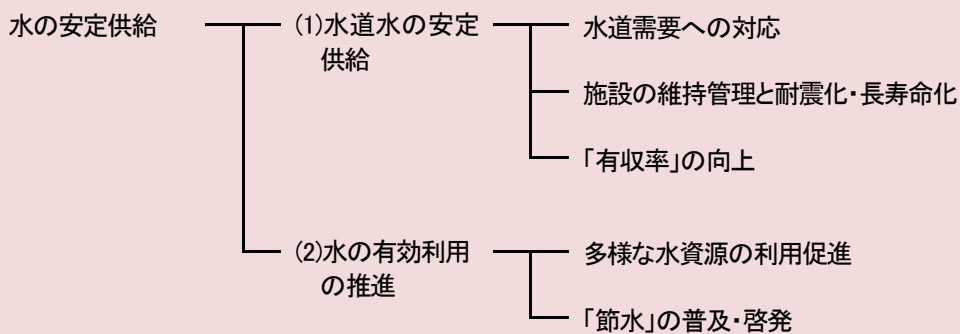 水の安定供給
(1)水道水の安定
供給
水道需要への対応
施設の維持管理と耐震化・長寿命化
「有収率」の向上
(2)水の有効利用
の推進
多様な水資源の利用促進
「節水」の普及・啓発